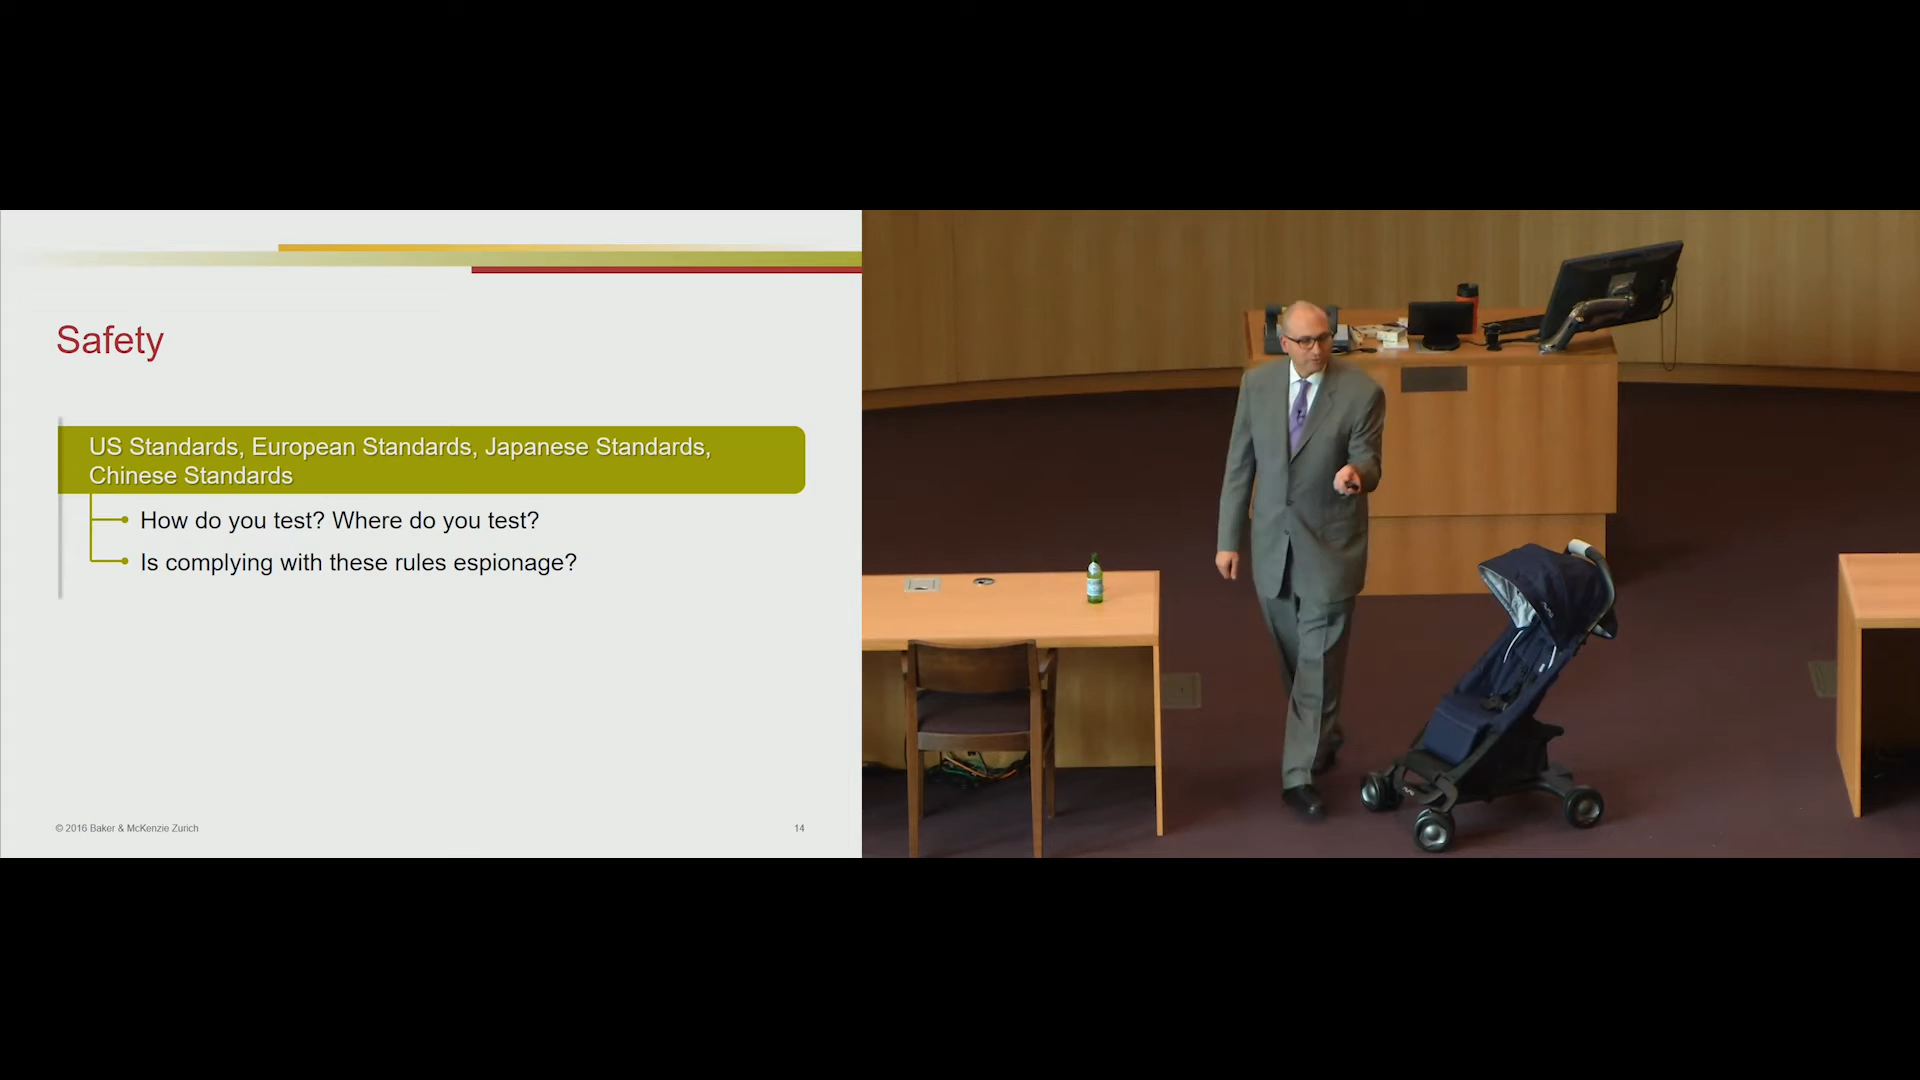 Safety
US Standards, European Standards, Japanese Standards,
Chinese Standards
How do you test? Where do you test?
Is complying with these rules espionage?
© 2016 Baker & McKenzie Zurich
14